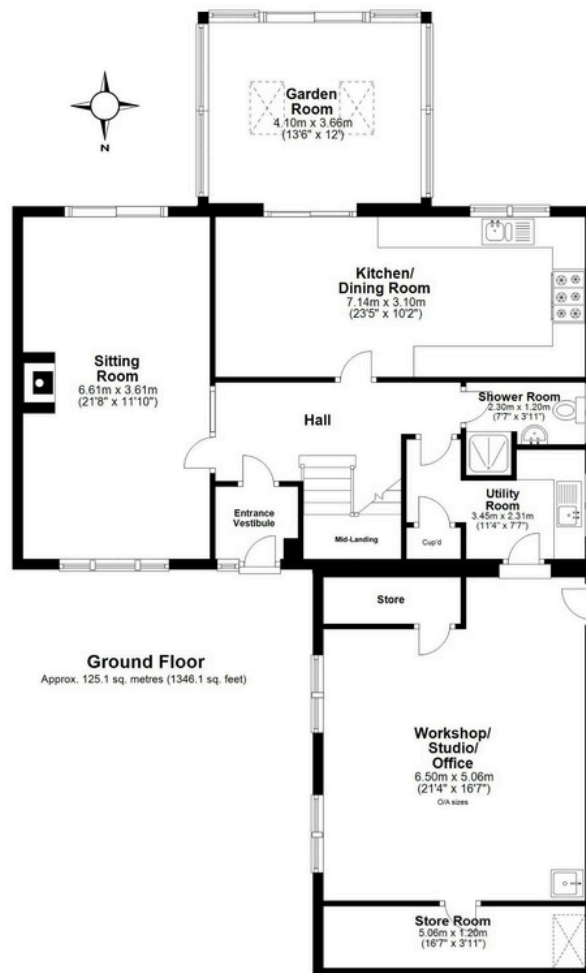 Garden
Room
4.10m x 3.66m
(13'6" x 12')
N
Kitchen/
Dining Room
7.14m x 3.10m
(23'5" x 10'2")
Sitting
Room
6.61m x 3.61m
(21'8" x 11'10")
Hall
Shower Room
2.30m x 1.20m
(7'7" x 3'11")
Utility
Room
3.45m x 2.31m
(11'4" x 7'7")
Entrance
Vestibule
Mid-Landing
Cup'd
Store
Ground Floor
Approx. 125.1 sq. metres (1346.1 sq. feet)
Workshop/
Studio/
Office
6.50m x 5.06m
(21'4" x 16'7")
O/A sizes
Store Room
5.06m x 1.20m
(16'7" x 3'11")